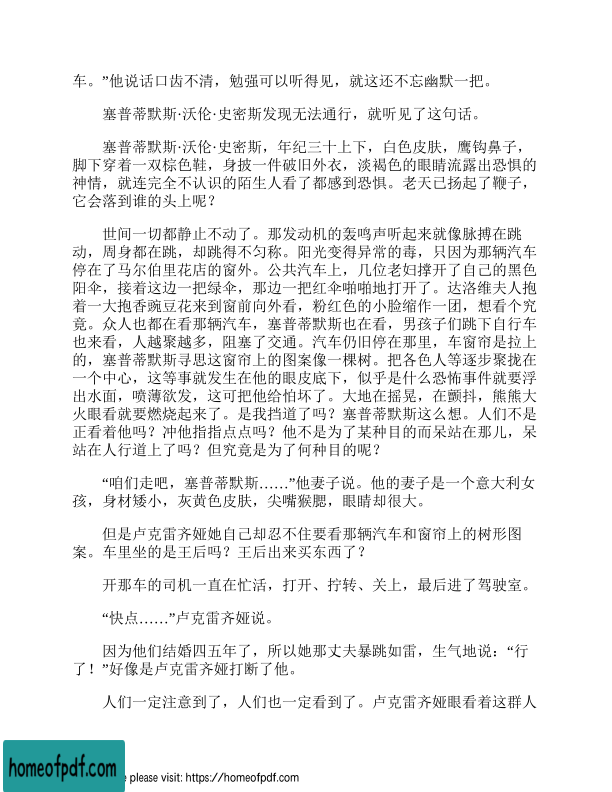 车。”他说话口齿不清，勉强可以听得见，就这还不忘幽默一把。
塞普蒂默斯·沃伦·史密斯发现无法通行，就听见了这句话。
塞普蒂默斯·沃伦·史密斯，年纪三十上下，白色皮肤，鹰钩鼻子，
脚下穿着一双棕色鞋，身披一件破旧外衣，淡褐色的眼睛流露出恐惧的
神情，就连完全不认识的陌生人看了都感到恐惧。老天已扬起了鞭子，
它会落到谁的头上呢？
世间一切都静止不动了。那发动机的轰鸣声听起来就像脉搏在跳
动，周身都在跳，却跳得不匀称。阳光变得异常的毒，只因为那辆汽车
停在了马尔伯里花店的窗外。公共汽车上，几位老妇撑开了自己的黑色
阳伞，接着这边一把绿伞，那边一把红伞啪啪地打开了。达洛维夫人抱
着一大抱香豌豆花来到窗前向外看，粉红色的小脸缩作一团，想看个究
竟。众人也都在看那辆汽车，塞普蒂默斯也在看，男孩子们跳下自行车
也来看，人越聚越多，阻塞了交通。汽车仍旧停在那里，车窗帘是拉上
的，塞普蒂默斯寻思这窗帘上的图案像一棵树。把各色人等逐步聚拢在
一个中心，这等事就发生在他的眼皮底下，似乎是什么恐怖事件就要浮
出水面，喷薄欲发，这可把他给怕坏了。大地在摇晃，在颤抖，熊熊大
火眼看就要燃烧起来了。是我挡道了吗？塞普蒂默斯这么想。人们不是
正看着他吗？冲他指指点点吗？他不是为了某种目的而呆站在那儿，呆
站在人行道上了吗？但究竟是为了何种目的呢？
“咱们走吧，塞普蒂默斯……”他妻子说。他的妻子是一个意大利女
孩，身材矮小，灰黄色皮肤，尖嘴猴腮，眼睛却很大。
但是卢克雷齐娅她自己却忍不住要看那辆汽车和窗帘上的树形图
案。车里坐的是王后吗？王后出来买东西了？
开那车的司机一直在忙活，打开、拧转、关上，最后进了驾驶室。
“快点……”卢克雷齐娅说。
因为他们结婚四五年了，所以她那丈夫暴跳如雷，生气地说：“行
了！”好像是卢克雷齐娅打断了他。
人们一定注意到了，人们也一定看到了。卢克雷齐娅眼看着这群人
homeofpdf.com
e please visit: https://homeofpdf.com